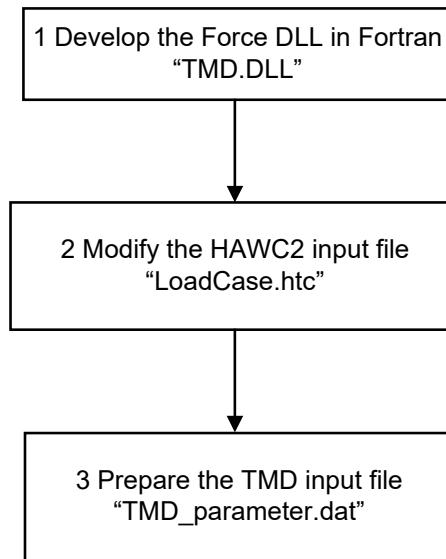 1 Develop the Force DLL in Fortran
“TMD.DLL”
2 Modify the HAWC2 input file
“LoadCase.htc”
3 Prepare the TMD input file
“TMD_parameter.dat”